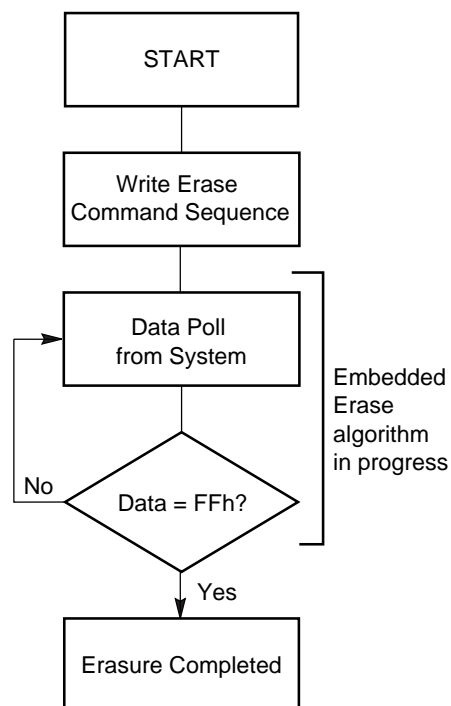 START
Write Erase
Command Sequence
Data Poll
from System
Embedded
Erase
algorithm
in progress
No
Data = FFh?
Yes
Erasure Completed